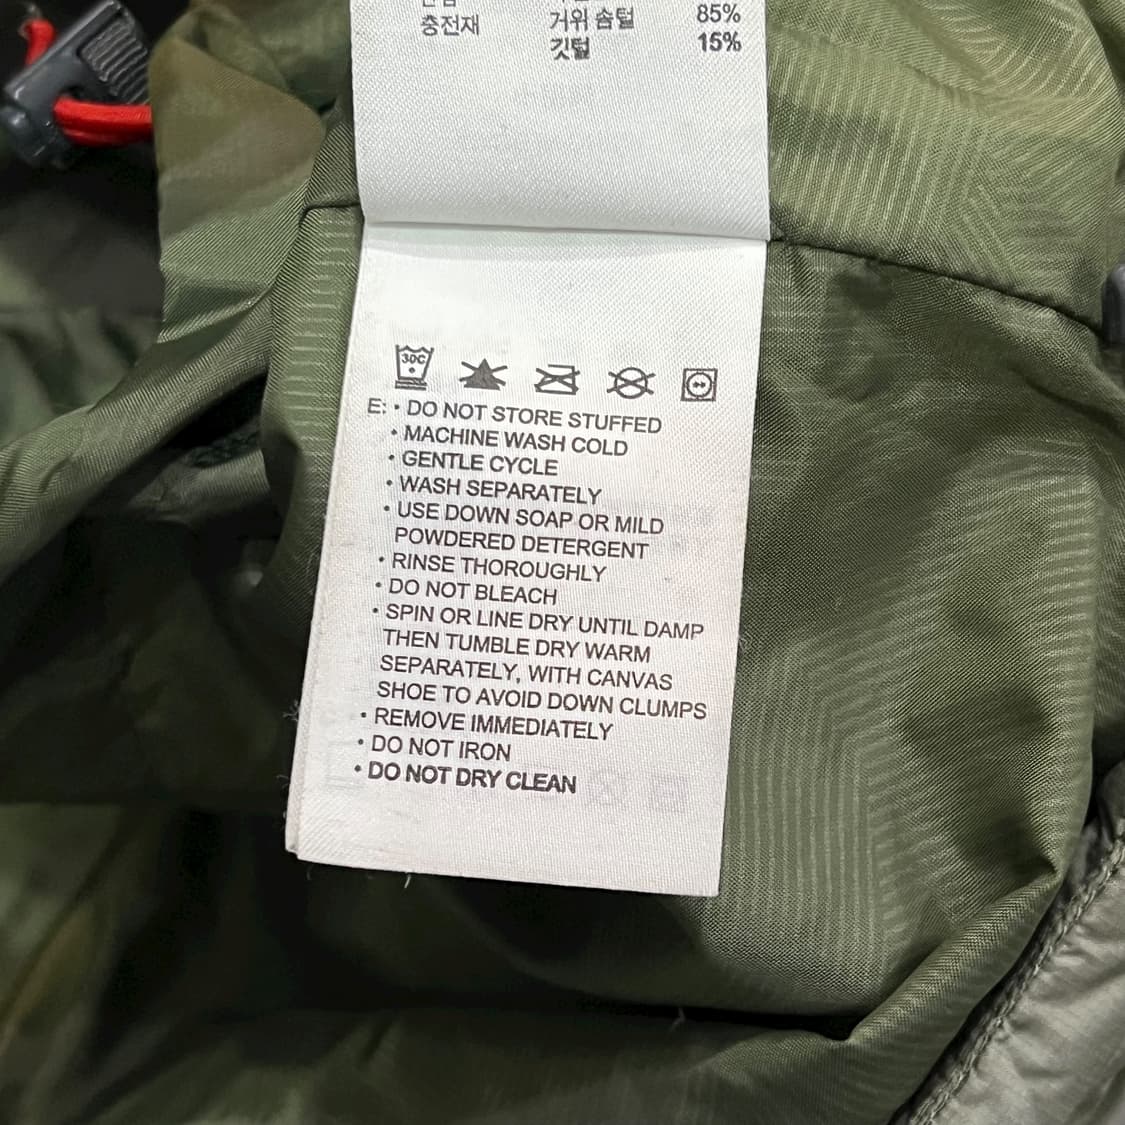 충전재 거위 솜털 85%
깃털 15%
30C
E: • DO NOT STORE STUFFED
• MACHINE WASH COLD
• GENTLE CYCLE
• WASH SEPARATELY
• USE DOWN SOAP OR MILD
POWDERED DETERGENT
• RINSE THOROUGHLY
• DO NOT BLEACH
• SPIN OR LINE DRY UNTIL DAMP
THEN TUMBLE DRY WARM
SEPARATELY, WITH CANVAS
SHOE TO AVOID DOWN CLUMPS
• REMOVE IMMEDIATELY
• DO NOT IRON
• DO NOT DRY CLEAN